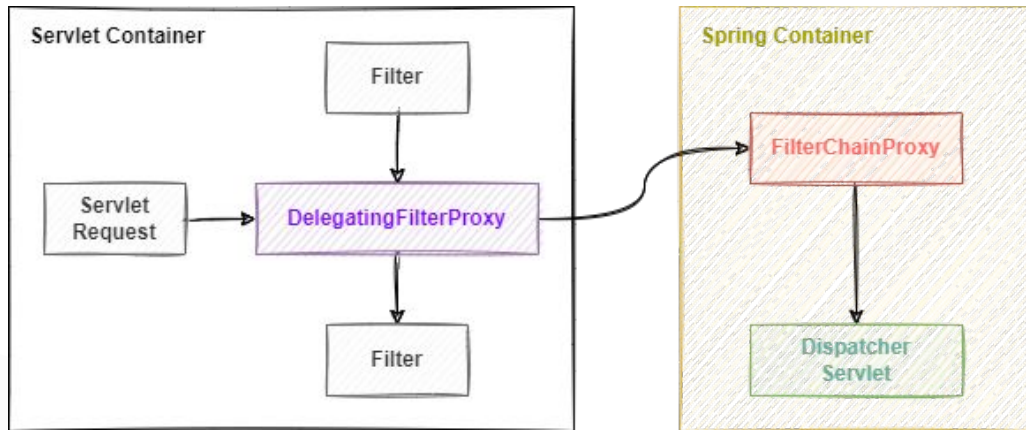 Servlet Container
Filter
Servlet
Request
DelegatingFilterProxy
Filter
Spring Container
FilterChainProxy
Dispatcher
Servlet